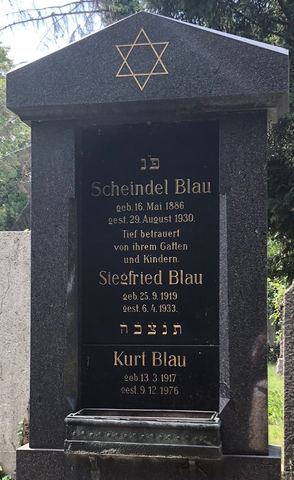 פ״נ
Scheindel Blau
geb. 16. Mai 1886
gest. 29. August 1930.
Tief betrauert
von ihrem Gatten
und Kindern.
Siegfried Blau
geb. 25. 9. 1919
gest. 6. 4. 1933.
תנצבה
Kurt Blau
geb. 13. 3. 1917
gest. 9. 12. 1976